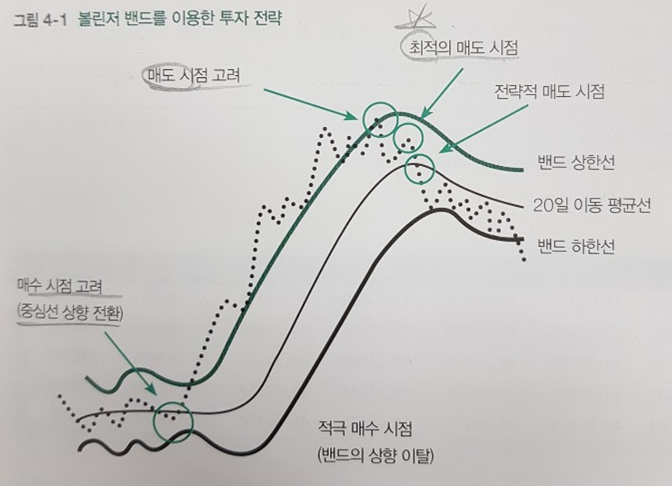 그림 4-1 볼린저 밴드를 이용한 투자 전략
매도 시점 고려
최적의 매도 시점
전략적 매도 시점
밴드 상한선
20일 이동 평균선
밴드 하한선
매수 시점 고려
(중심선 상향 전환)
적극 매수 시점
(밴드의 상향 이탈)